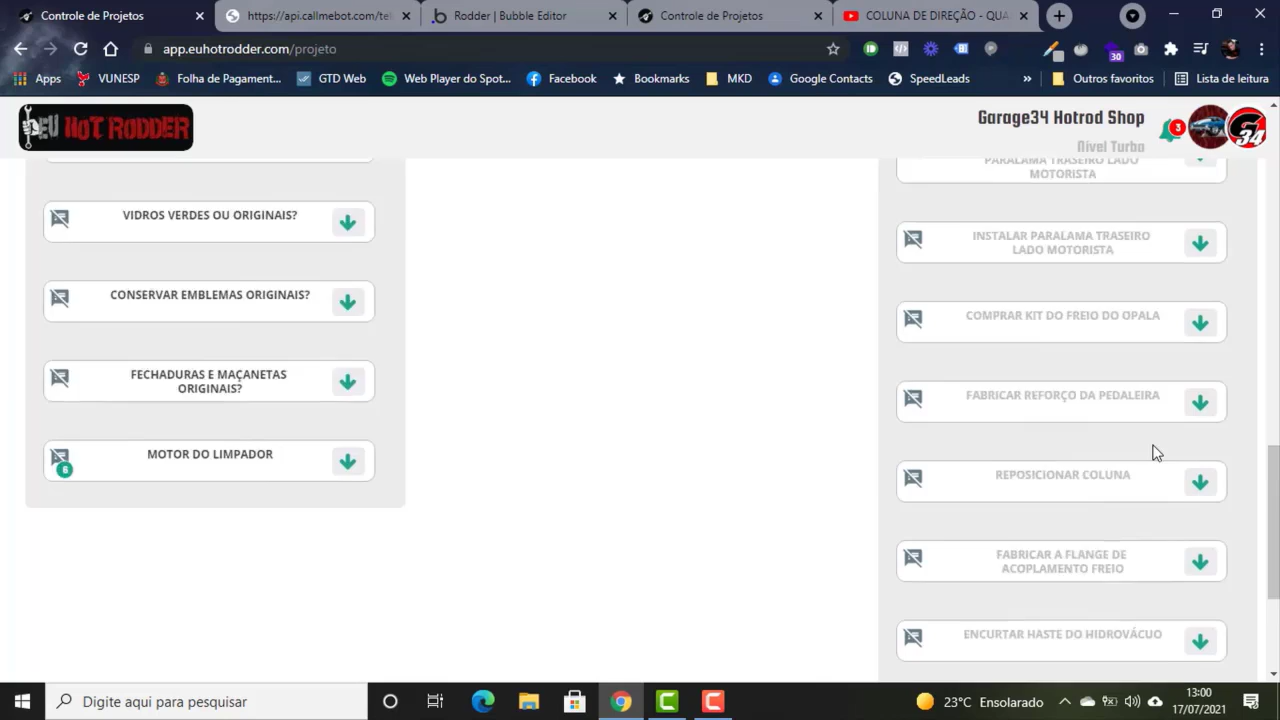 Controle de Projetos
https://api.callmebot.com/tel
Rodder | Bubble Editor
Controle de Projetos
COLUNA DE DIREÇÃO - QUA
app.euhotrodder.com/projeto
30
Apps
VUNESP
Folha de Pagament...
GTD Web
Web Player do Spot...
Facebook
Bookmarks
MKD
Google Contacts
SpeedLeads
»
Outros favoritos
Lista de leitura
EU HOT RODDER
Garage34 Hotrod Shop
Nível Turbo
3
G34
VIDROS VERDES OU ORIGINAIS?
CONSERVAR EMBLEMAS ORIGINAIS?
FECHADURAS E MAÇANETAS
ORIGINAIS?
MOTOR DO LIMPADOR
6
PARALAMA TRASEIRO LADO
MOTORISTA
INSTALAR PARALAMA TRASEIRO
LADO MOTORISTA
COMPRAR KIT DO FREIO DO OPALA
FABRICAR REFORÇO DA PEDALEIRA
REPOSICIONAR COLUNA
FABRICAR A FLANGE DE
ACOPLAMENTO FREIO
ENCURTAR HASTE DO HIDROVÁCUO
Digite aqui para pesquisar
23°C Ensolarado
13:00
17/07/2021